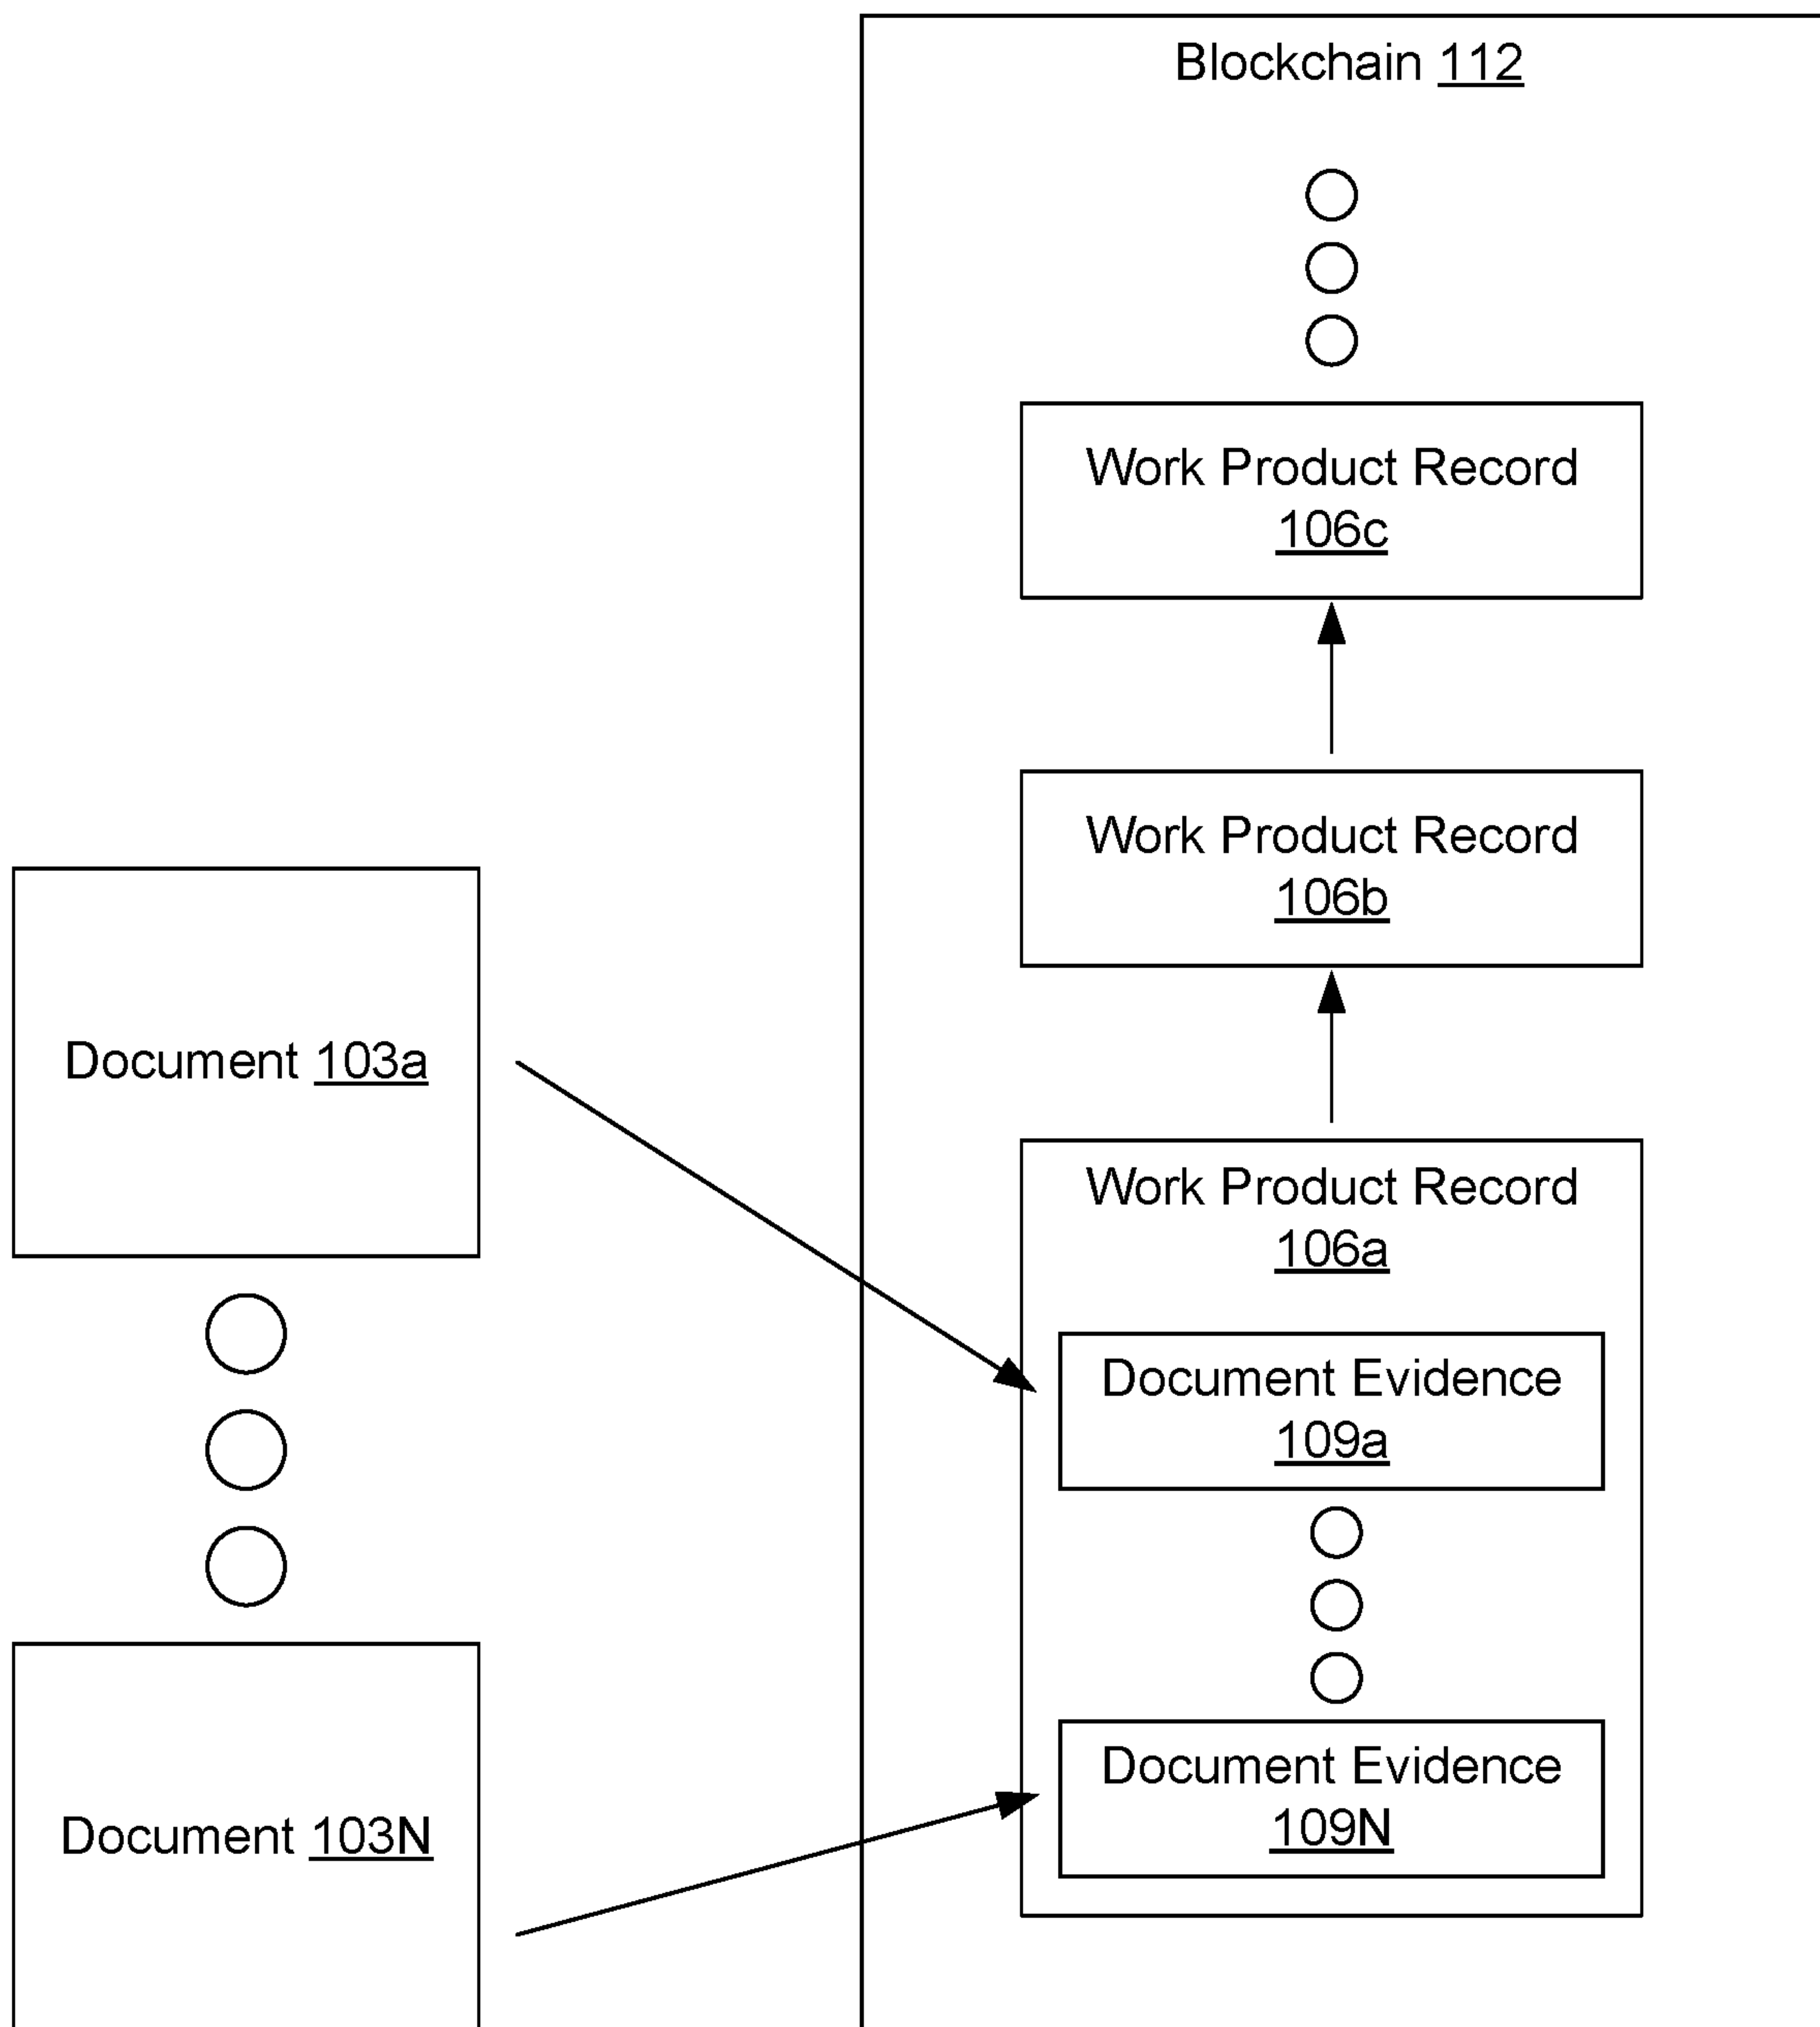 Blockchain 112
Work Product Record
106c
Work Product Record
106b
Document 103a
Work Product Record
106a
Document Evidence
109a
Document Evidence
109N
Document 103N